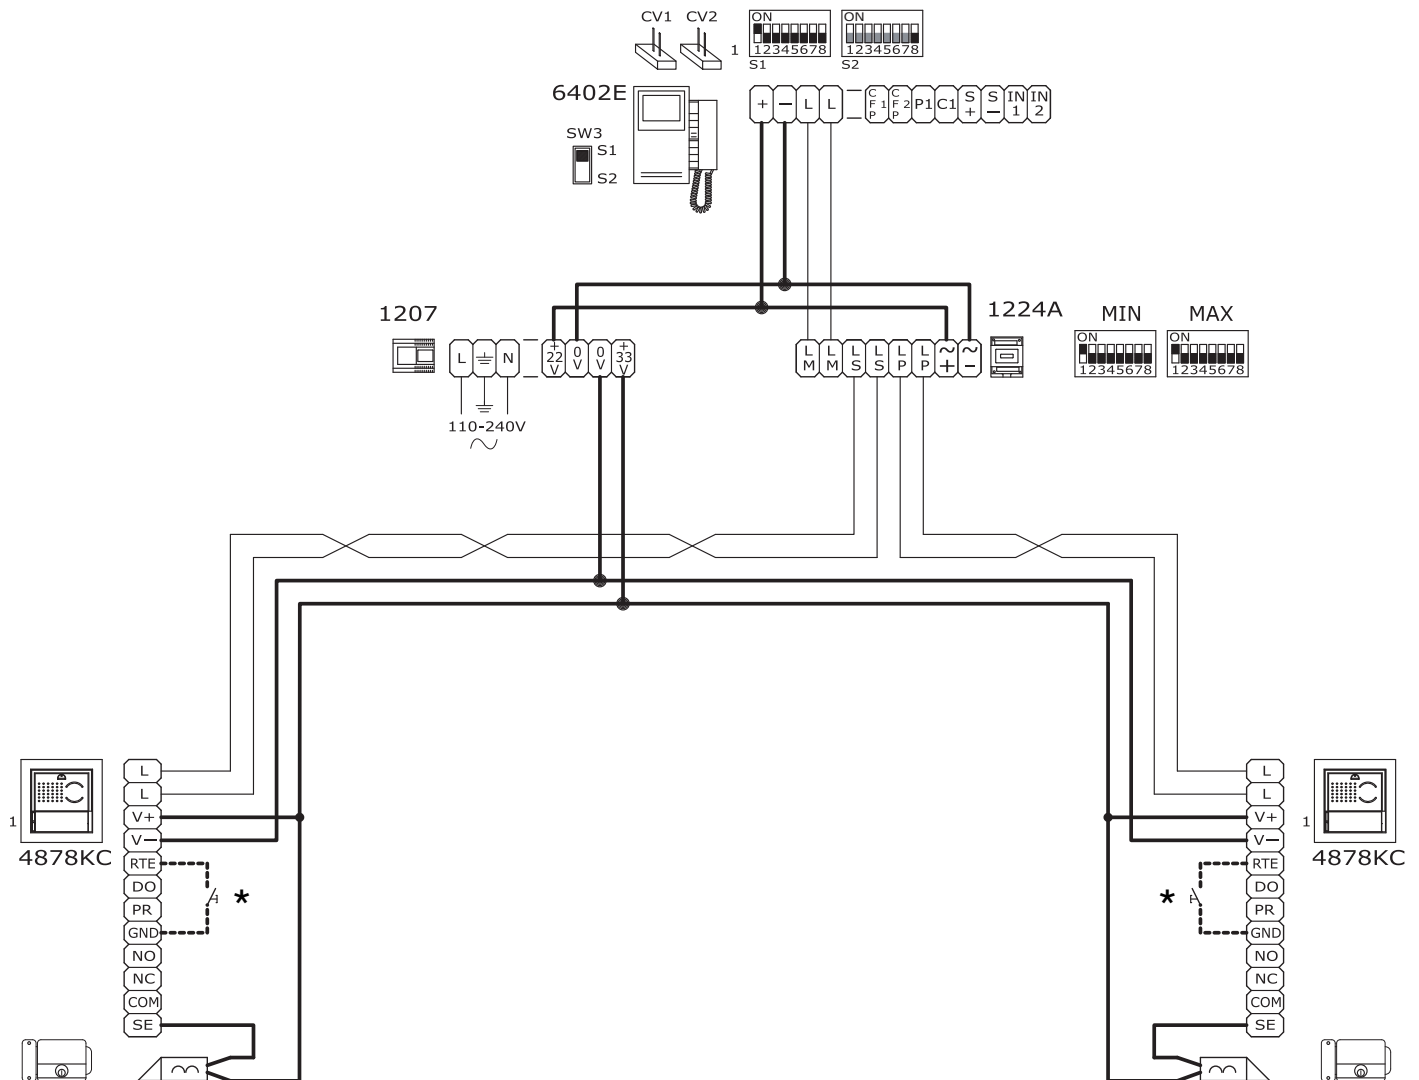 CV1 CV2
ON
12345678
1
S1
ON
12345678
S2
6402E
SW3
S1
S2
+ − L L CFP1 CFP2 P1 C1 S+ S− IN1 IN2
1207
L N +22V 0V 0V +33V
110-240V
LM LM LS LS LP LP ~+ ~−
1224A
MIN
MAX
ON
12345678
ON
12345678
1
4878KC
L
L
V+
V−
RTE
DO
PR
GND
NO
NC
COM
SE
*
*
L
L
V+
V−
RTE
DO
PR
GND
NO
NC
COM
SE
1
4878KC